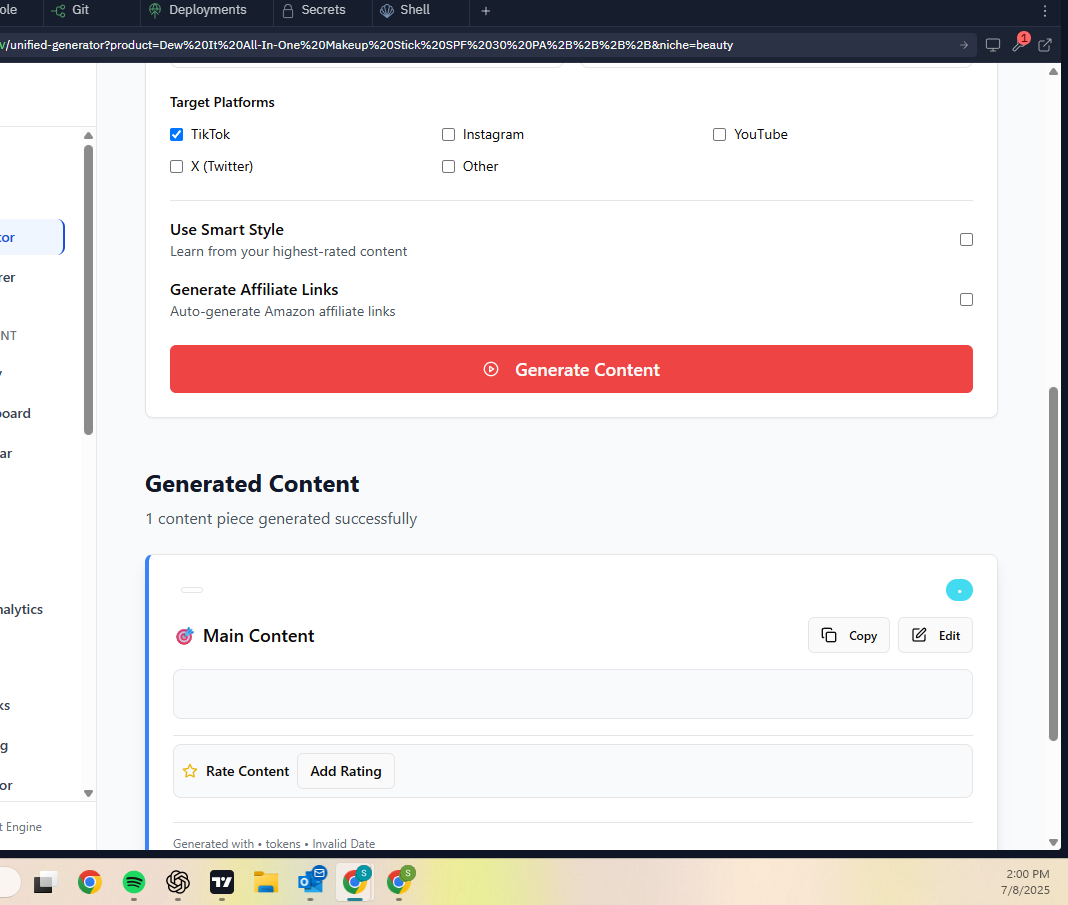 ole Git Deployments Secrets Shell
v/unified-generator?product=Dew%20It%20All-In-One%20Makeup%20Stick%20SPF%2030%20PA%2B%2B%2B%2B&niche=beauty
1
Target Platforms
TikTok Instagram YouTube
X (Twitter) Other
Use Smart Style
Learn from your highest-rated content
Generate Affiliate Links
Auto-generate Amazon affiliate links
Generate Content
tor
rer
NT
y
board
ar
nalytics
ks
g
or
t Engine
Generated Content
1 content piece generated successfully
Main Content Copy Edit
Rate Content Add Rating
Generated with • tokens • Invalid Date
S S
2:00 PM
7/8/2025